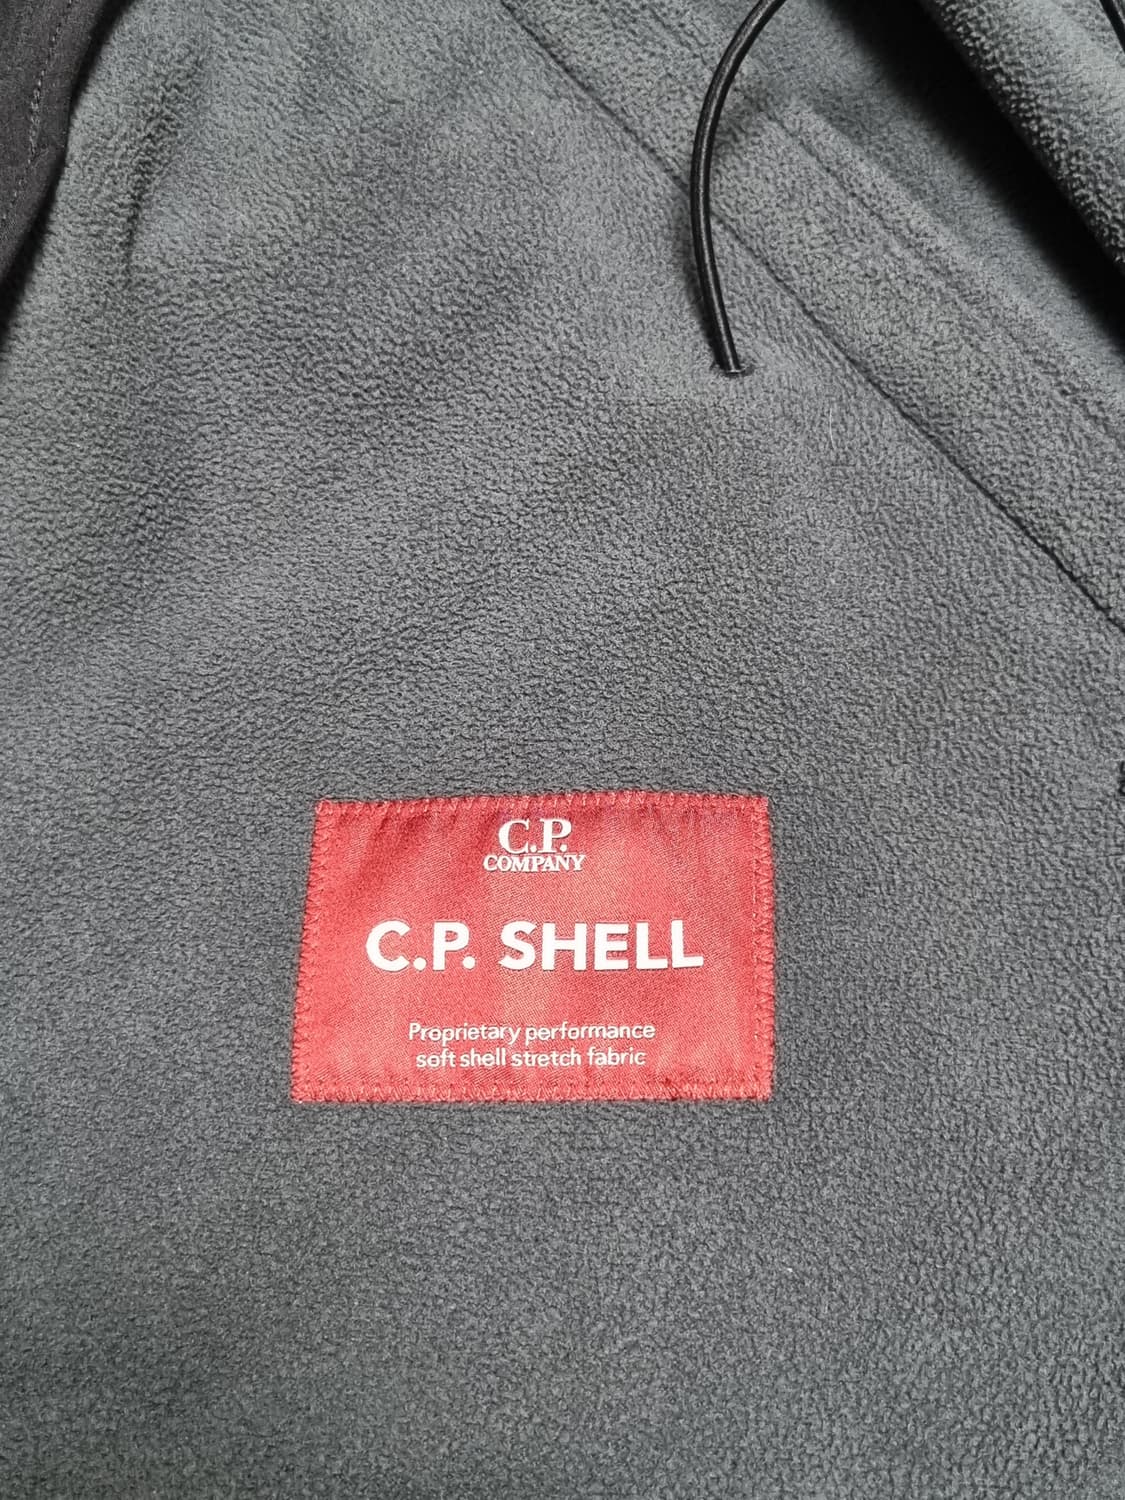 C.P.
COMPANY
C.P. SHELL
Proprietary performance
soft shell stretch fabric